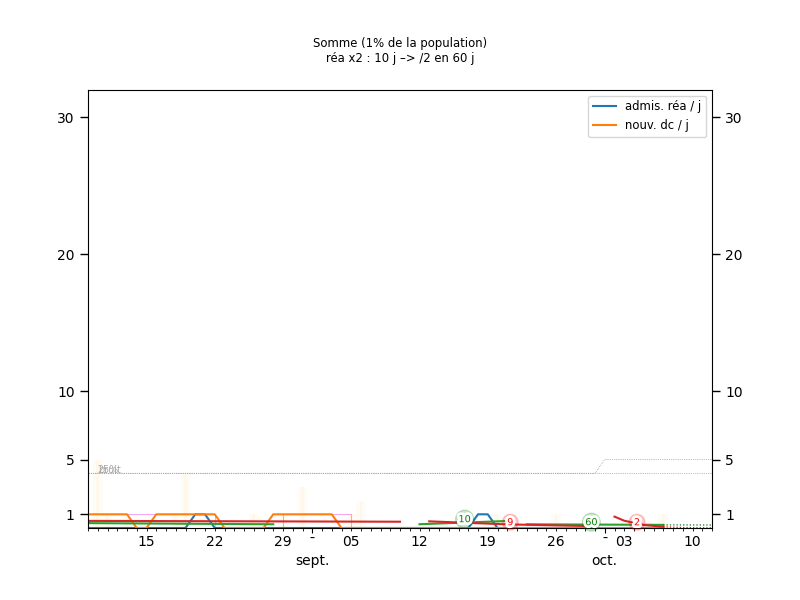 Somme (1% de la population)
réa x2 : 10 j –> /2 en 60 j
admis. réa / j
nouv. dc / j
30 30
20 20
10 10
5 5
1 1
10 9 60 2
15 22 29 - 05 12 19 26 - 03 10
sept. oct.